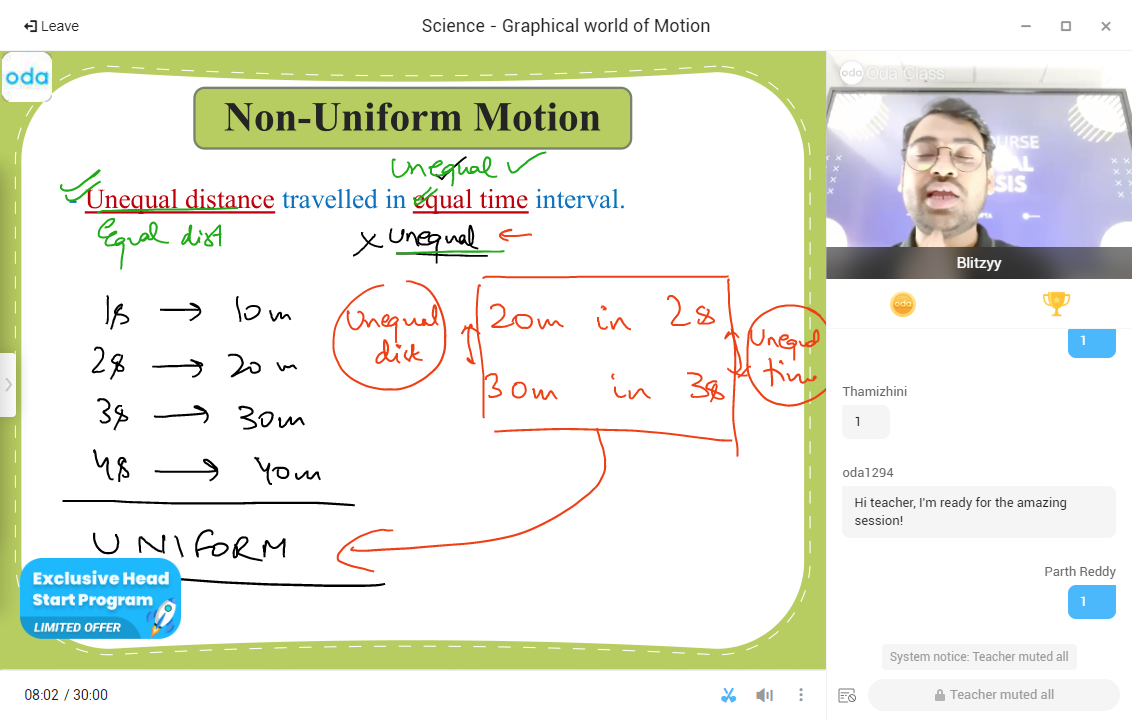 Leave
Science - Graphical world of Motion
oda
Non-Uniform Motion
Unequal ✓
- Unequal distance travelled in equal time interval.
Equal dist
X Unequal ←
1s → 10m
2s → 20m
3s → 30m
4s → 40m
UNIFORM
Unequal
dist
20m in 2s
30m in 3s
Unequal
time
Exclusive Head
Start Program
LIMITED OFFER
08:02 / 30:00
oda Oda Class
Blitzyy
oda
1
Thamizhini
1
oda1294
Hi teacher, I'm ready for the amazing
session!
Parth Reddy
1
System notice: Teacher muted all
Teacher muted all